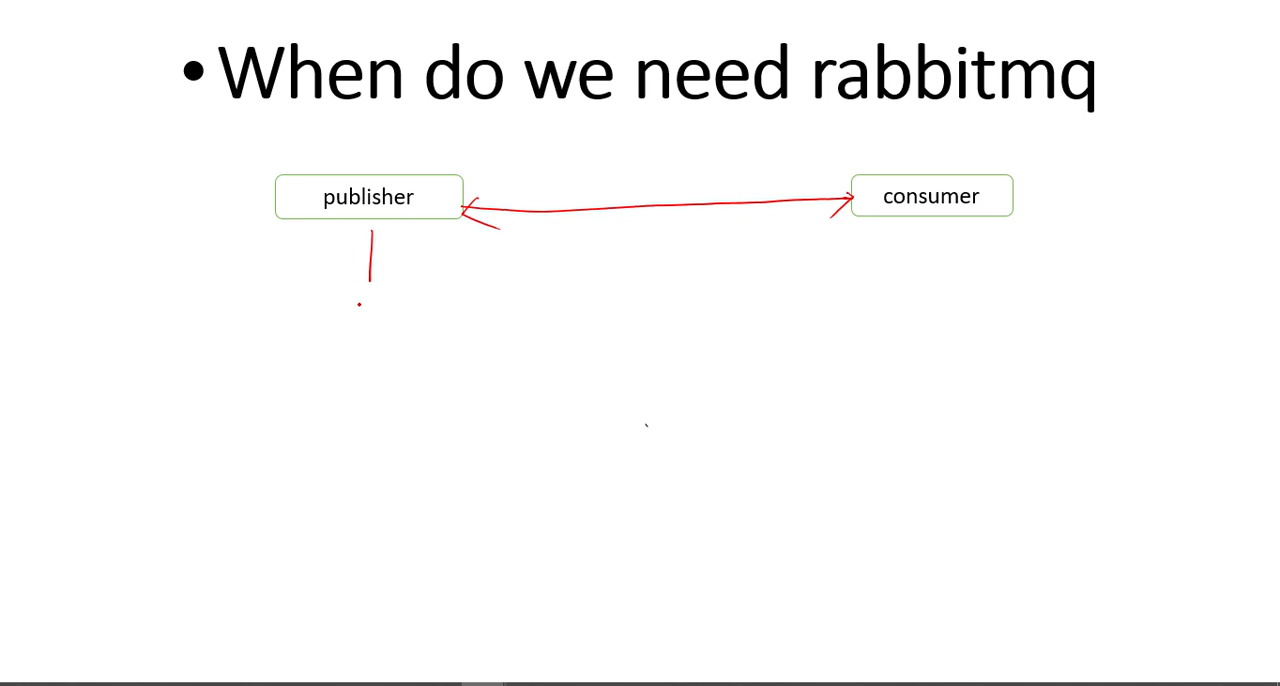 • When do we need rabbitmq
publisher
consumer